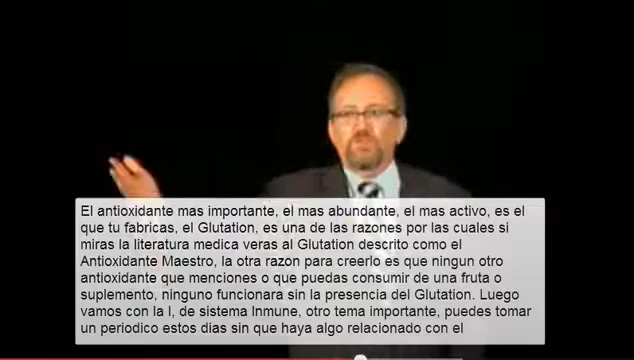 El antioxidante mas importante, el mas abundante, el mas activo, es el
que tu fabricas, el Glutation, es una de las razones por las cuales si
miras la literatura medica veras al Glutation descrito como el
Antioxidante Maestro, la otra razon para creerlo es que ningun otro
antioxidante que menciones o que puedas consumir de una fruta o
suplemento, ninguno funcionara sin la presencia del Glutation. Luego
vamos con la I, de sistema Inmune, otro tema importante, puedes tomar
un periodico estos dias sin que haya algo relacionado con el